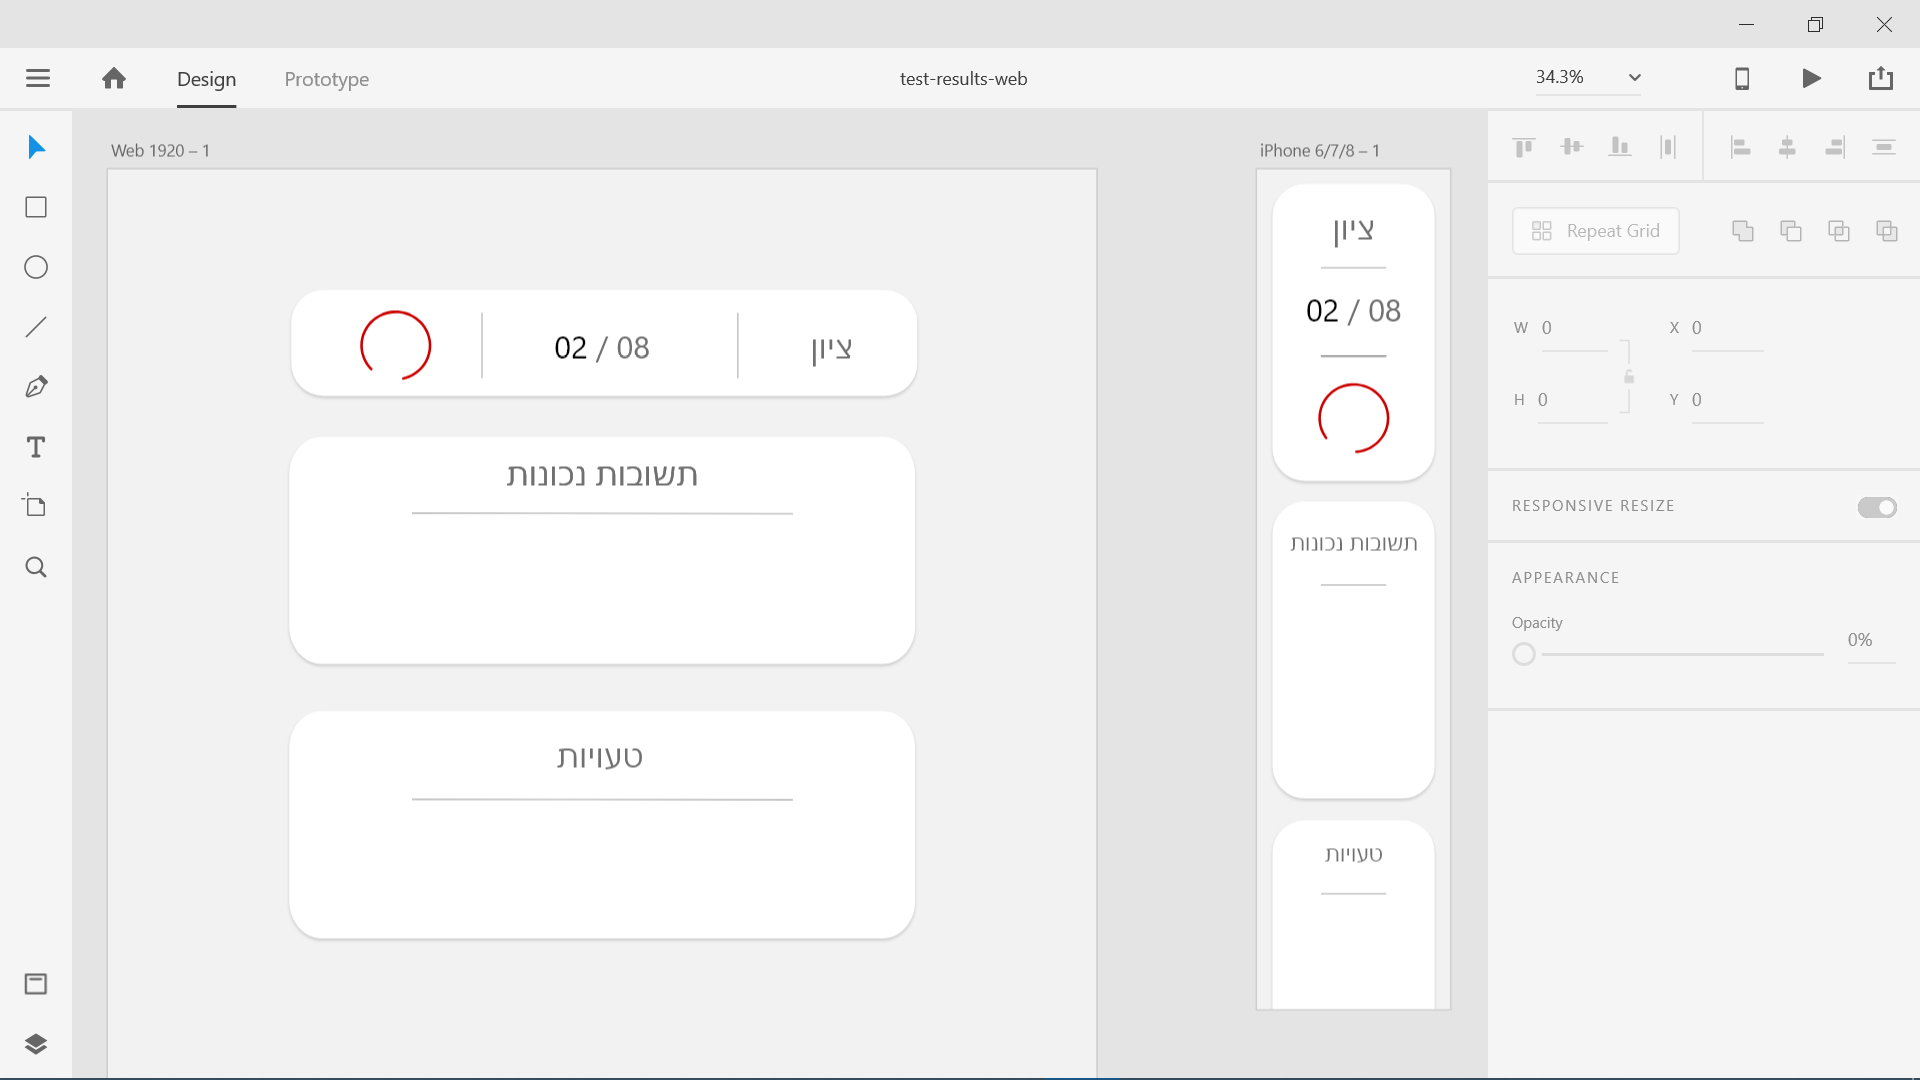 Design
Prototype
test-results-web
34.3%
Web 1920 – 1
ציון
02 / 08
תשובות נכונות
טעויות
iPhone 6/7/8 – 1
ציון
02 / 08
תשובות נכונות
טעויות
Repeat Grid
W 0
X 0
H 0
Y 0
RESPONSIVE RESIZE
APPEARANCE
Opacity
0%